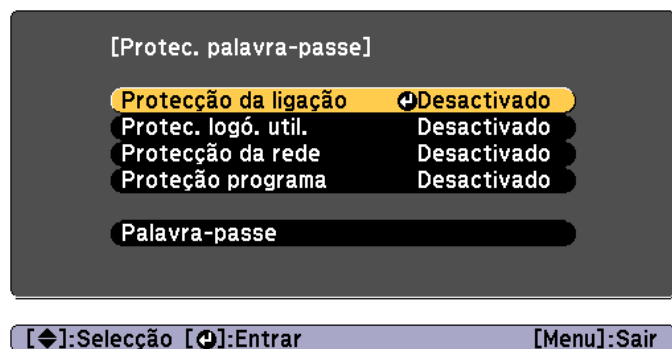 [Protec. palavra-passe]
Protecção da ligação Desactivado
Protec. logó. util. Desactivado
Protecção da rede Desactivado
Proteção programa Desactivado
Palavra-passe
[◆]:Selecção [⏎]:Entrar [Menu]:Sair